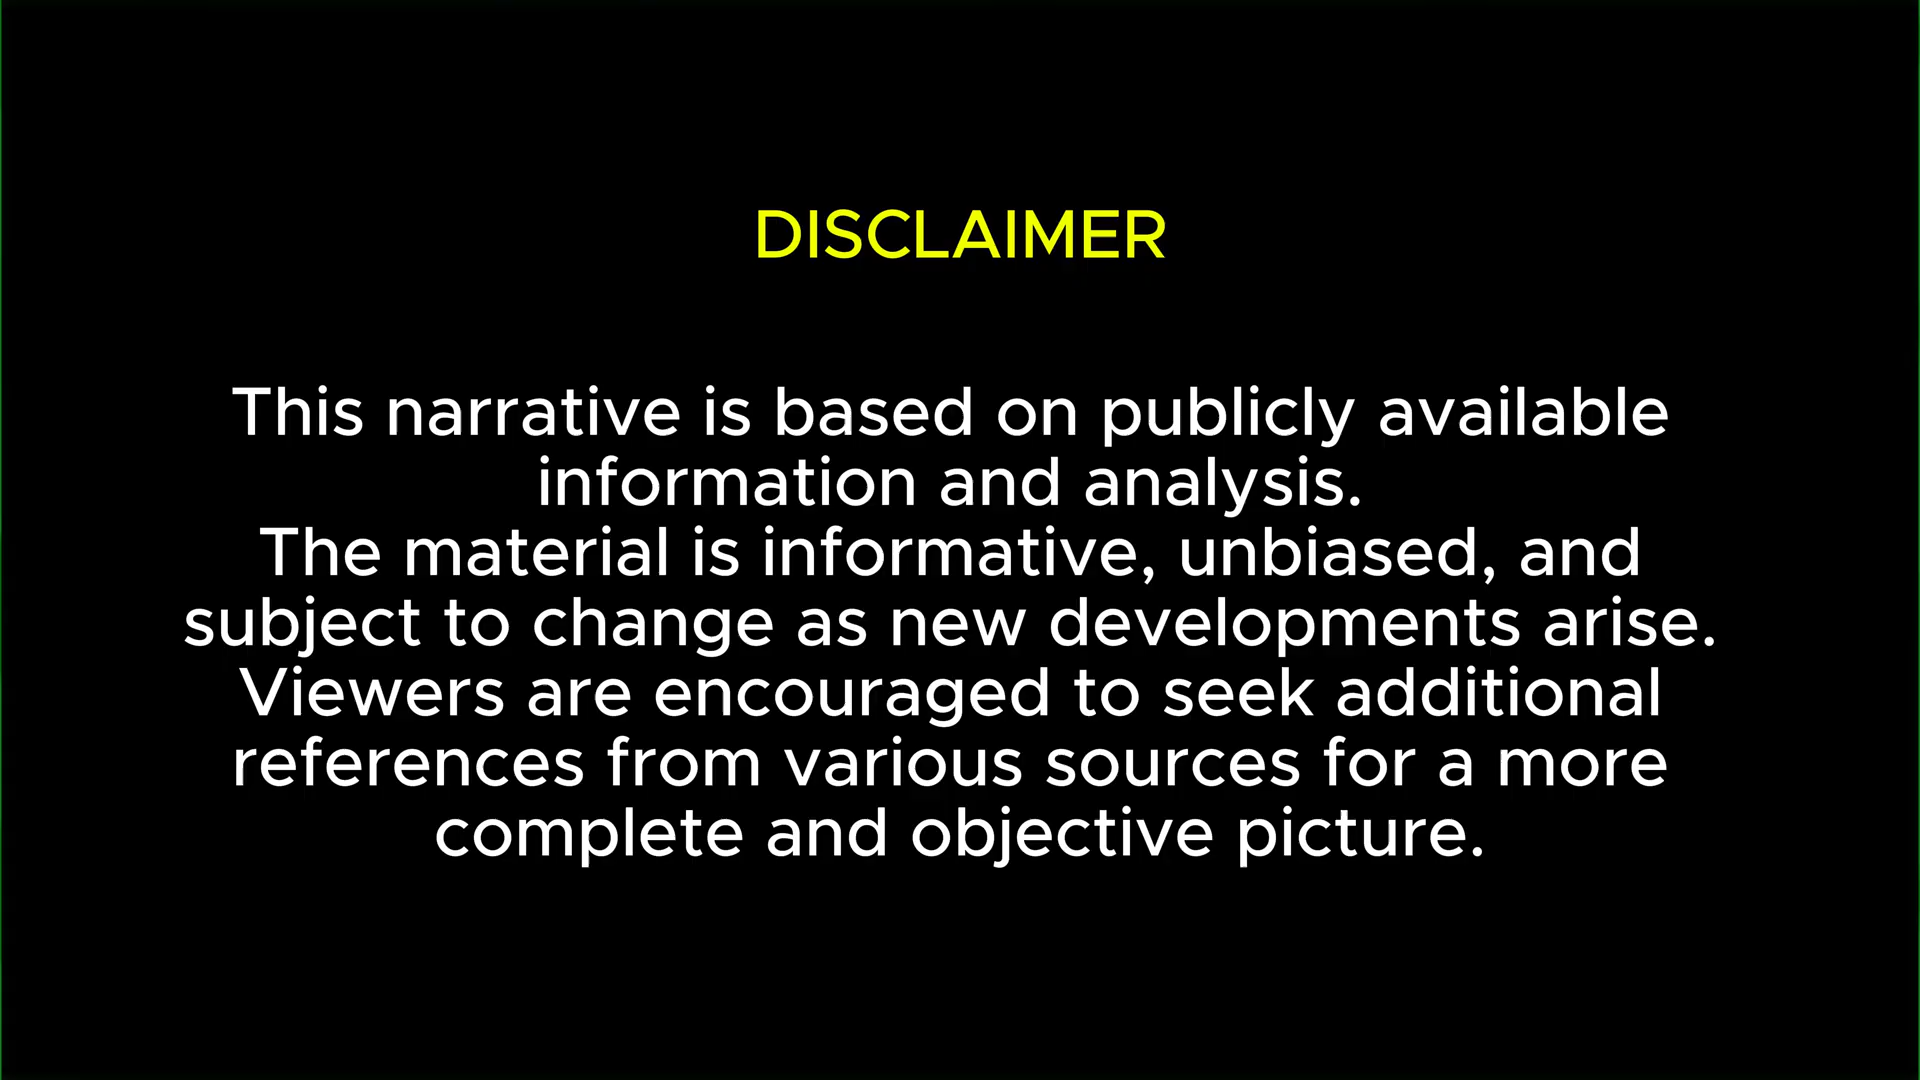 DISCLAIMER
This narrative is based on publicly available
information and analysis.
The material is informative, unbiased, and
subject to change as new developments arise.
Viewers are encouraged to seek additional
references from various sources for a more
complete and objective picture.